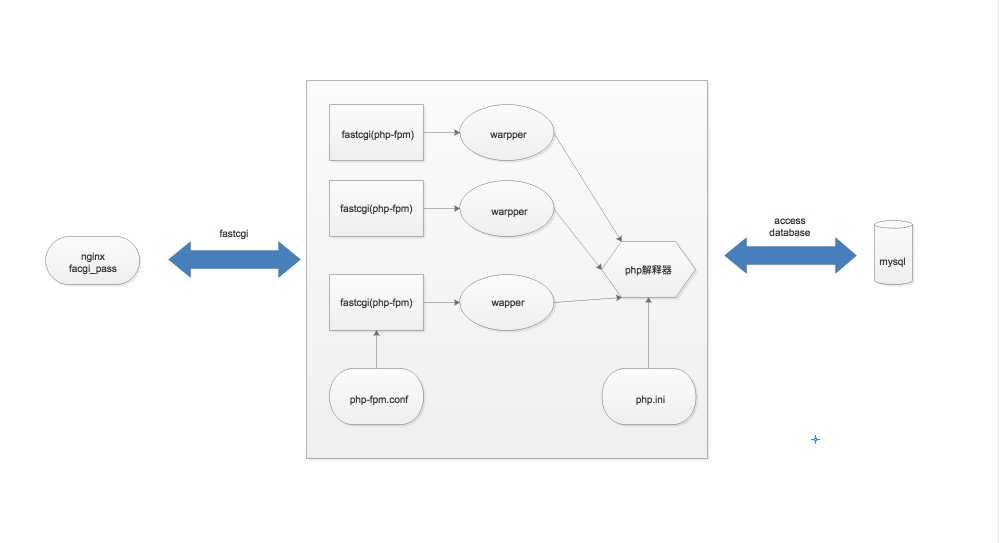 fastcgi(php-fpm)
warpper
fastcgi(php-fpm)
warpper
nginx
facgi_pass
fastcgi
php解释器
access
database
mysql
fastcgi(php-fpm)
wapper
php-fpm.conf
php.ini